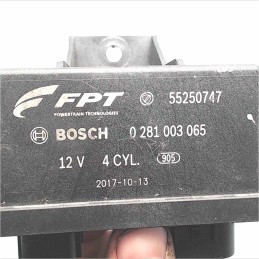 FPT 55250747
POWERTRAIN TECHNOLOGIES
BOSCH 0 281 003 065
12 V 4 CYL. 905
2017-10-13